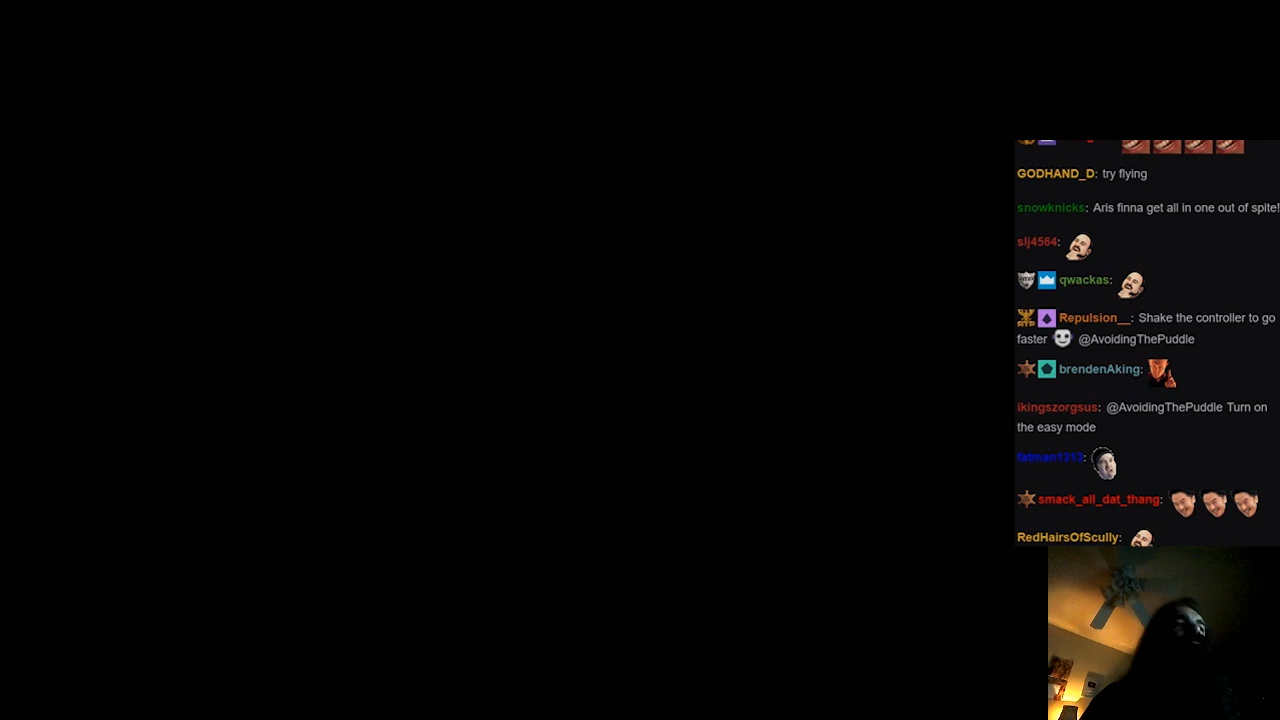 GODHAND_D: try flying
snowknicks: Aris finna get all in one out of spite!
slj4564:
qwackas:
Repulsion__: Shake the controller to go
faster @AvoidingThePuddle
brendenAking:
ikingszorgsus: @AvoidingThePuddle Turn on
the easy mode
fatman1313:
smack_all_dat_thang:
RedHairsOfScully: